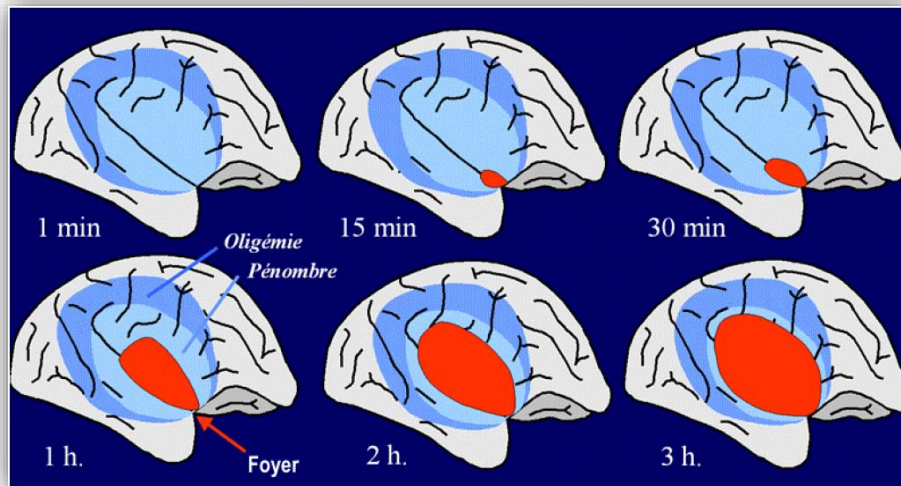 1 min
15 min
30 min
Oligémie
Pénombre
1 h.
Foyer
2 h.
3 h.